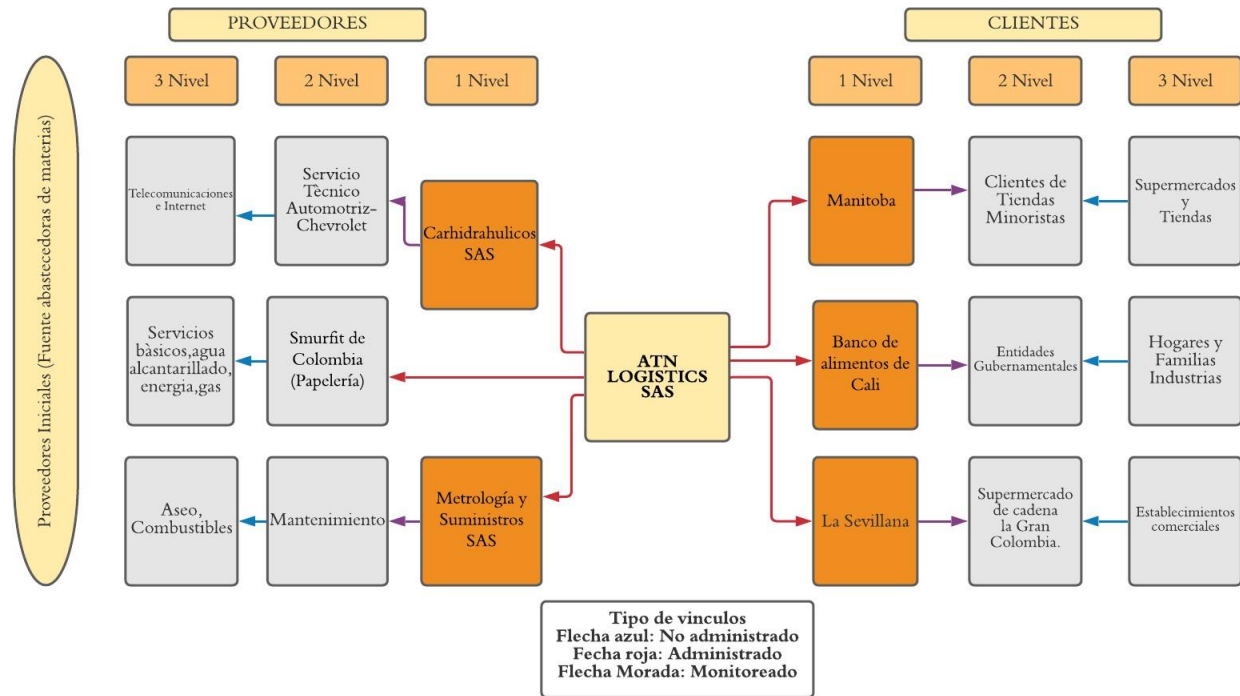 PROVEEDORES
CLIENTES
3 Nivel
2 Nivel
1 Nivel
1 Nivel
2 Nivel
3 Nivel
Proveedores Iniciales (Fuente abastecedoras de materias)
Telecomunicaciones
e Internet
Servicio
Tècnico
Automotriz-
Chevrolet
Carhidrahulicos
SAS
Manitoba
Clientes de
Tiendas
Minoristas
Supermercados
y
Tiendas
Servicios
bàsicos,agua
alcantarillado,
energia,gas
Smurfit de
Colombia
(Papelería)
ATN
LOGISTICS
SAS
Banco de
alimentos de
Cali
Entidades
Gubernamentales
Hogares y
Familias
Industrias
Aseo,
Combustibles
Mantenimiento
Metrología y
Suministros
SAS
La Sevillana
Supermercado
de cadena
la Gran
Colombia.
Establecimientos
comerciales
Tipo de vinculos
Flecha azul: No administrado
Fecha roja: Administrado
Flecha Morada: Monitoreado